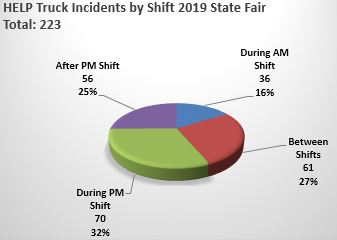 HELP Truck Incidents by Shift 2019 State Fair
Total: 223
During AM
Shift
36
16%
Between
Shifts
61
27%
During PM
Shift
70
32%
After PM Shift
56
25%